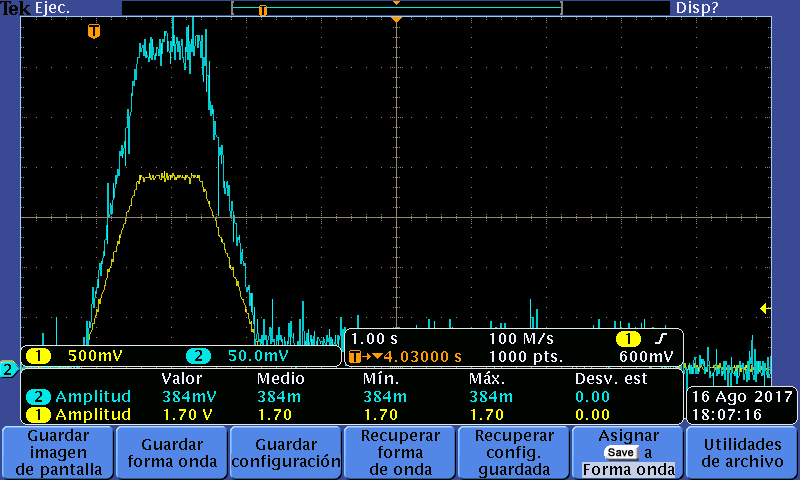 Tek Ejec. Disp?
T
T
2
1 500mV 2 50.0mV
1.00 s 100 M/s 1 600mV
T→▼4.03000 s 1000 pts.
Valor Medio Mín. Máx. Desv. est
2 Amplitud 384mV 384m 384m 384m 0.00
1 Amplitud 1.70 V 1.70 1.70 1.70 0.00
16 Ago 2017
18:07:16
Guardar
imagen
de pantalla
Guardar
forma onda
Guardar
configuración
Recuperar
forma
de onda
Recuperar
config.
guardada
Asignar
Save a
Forma onda
Utilidades
de archivo